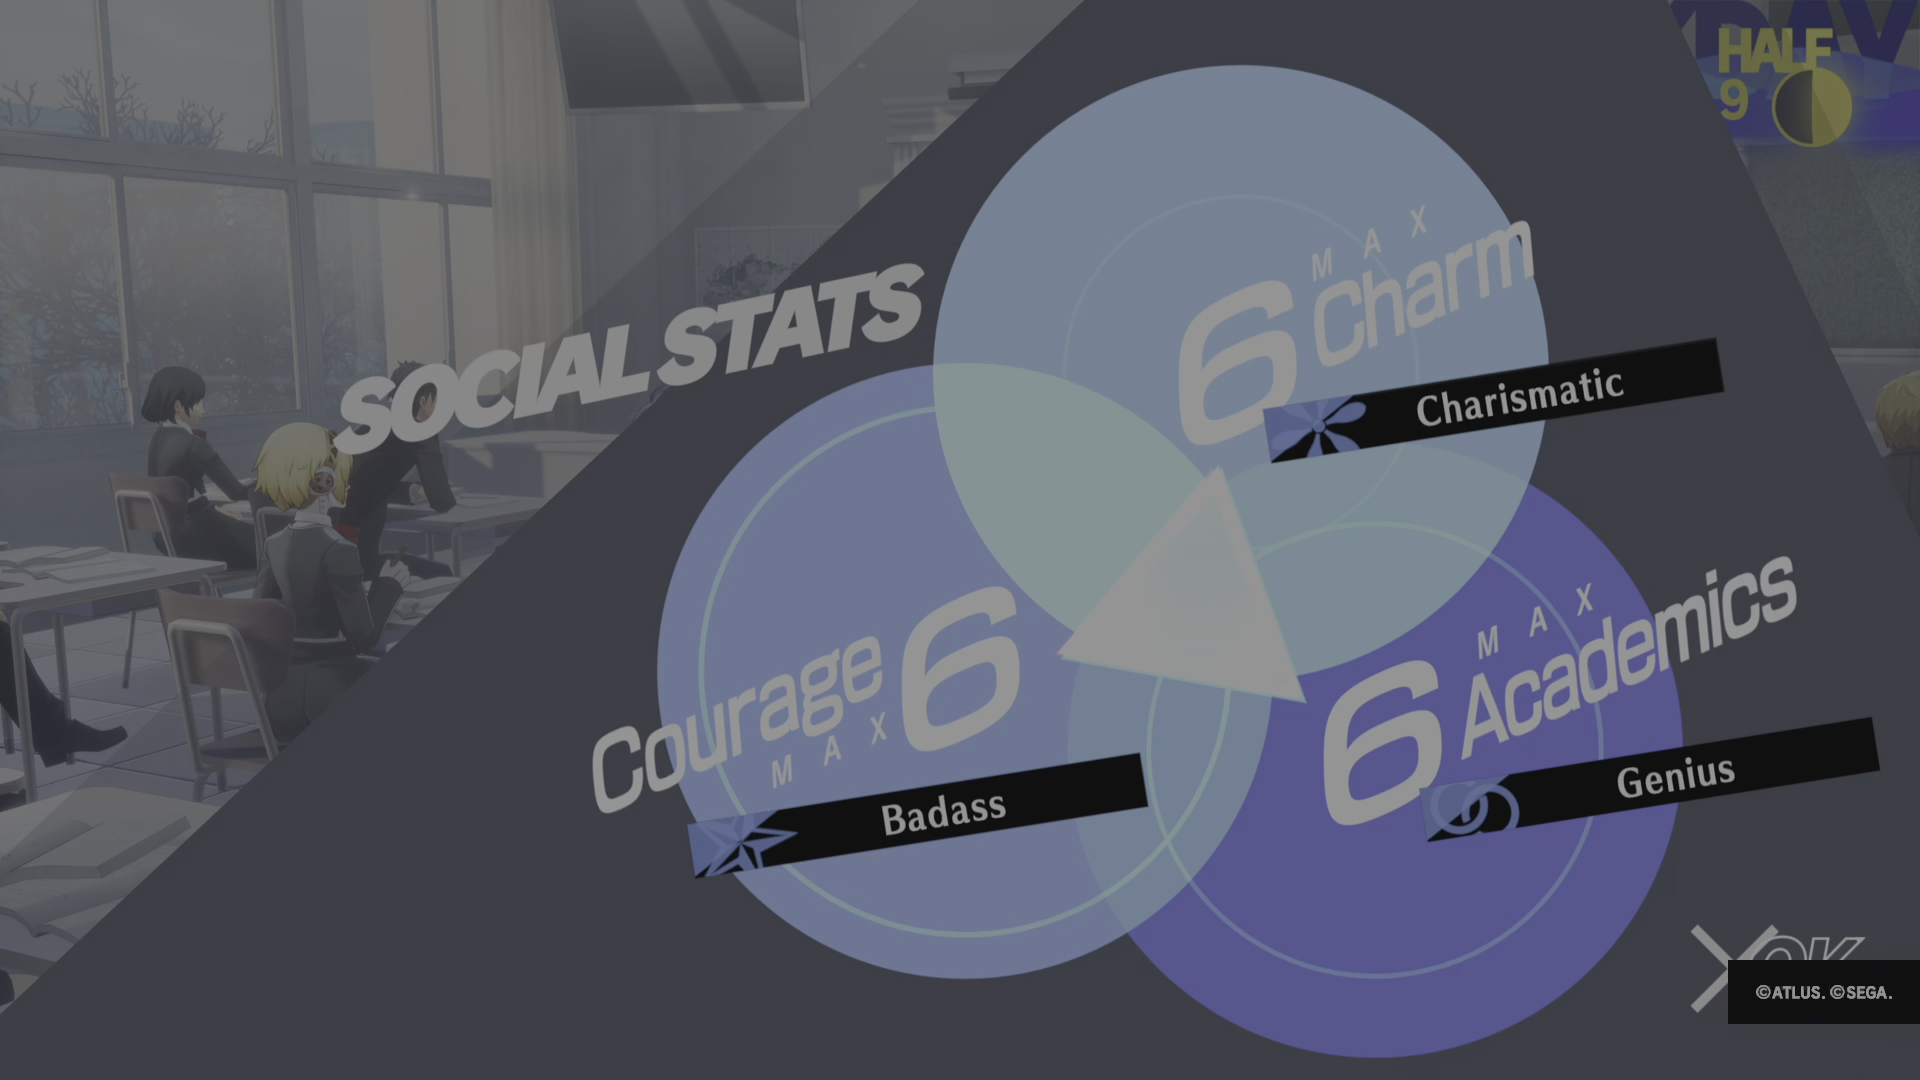 HALF
9
SOCIAL STATS
MAX
6 Charm
Charismatic
MAX
6 Academics
Genius
Courage 6
MAX
Badass
OK
©ATLUS. ©SEGA.